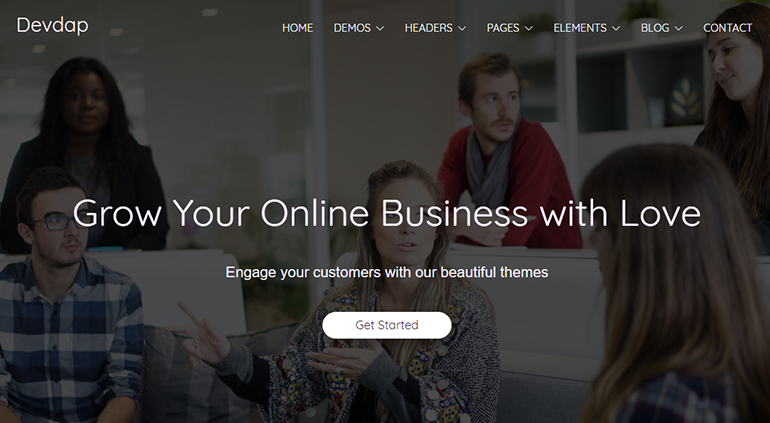 Devdap
HOME DEMOS HEADERS PAGES ELEMENTS BLOG CONTACT
Grow Your Online Business with Love
Engage your customers with our beautiful themes
Get Started